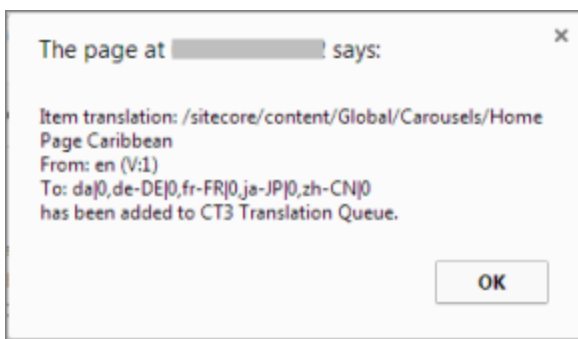 The page at says:
Item translation: /sitecore/content/Global/Carousels/Home
Page Caribbean
From: en (V:1)
To: da|0,de-DE|0,fr-FR|0,ja-JP|0,zh-CN|0
has been added to CT3 Translation Queue.
OK